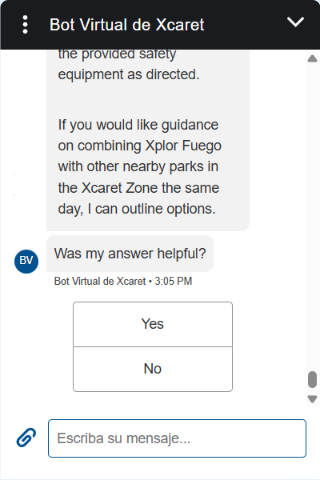 Bot Virtual de Xcaret
the provided safety
equipment as directed.
If you would like guidance
on combining Xplor Fuego
with other nearby parks in
the Xcaret Zone the same
day, I can outline options.
BV
Was my answer helpful?
Bot Virtual de Xcaret • 3:05 PM
Yes
No
Escriba su mensaje...